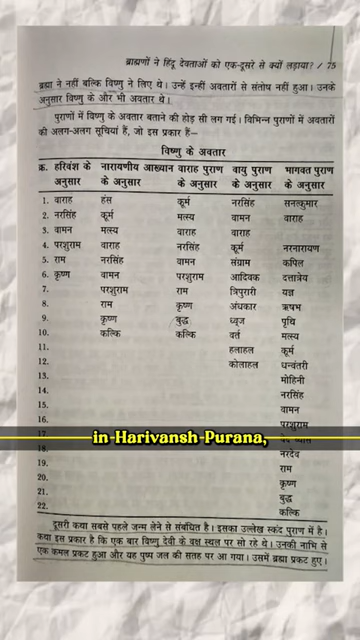 ब्राह्मणों ने हिंदू देवताओं को एक-दूसरे से क्यों लड़ाया? / 75
ब्रह्मा ने नहीं बल्कि विष्णु ने लिए थे। उन्हें इन्हीं अवतारों से संतोष नहीं हुआ। उनके
अनुसार विष्णु के और भी अवतार थे।
पुराणों में विष्णु के अवतार बताने की होड़ सी लग गई। विभिन्न पुराणों में अवतारों
की अलग-अलग सूचियां हैं, जो इस प्रकार हैं—
विष्णु के अवतार
क्र. हरिवंश के नारायणीय आख्यान वाराह पुराण वायु पुराण भागवत पुराण
अनुसार के अनुसार के अनुसार के अनुसार के अनुसार
1. वाराह हंस कूर्म नरसिंह सनत्कुमार
2. नरसिंह कूर्म मत्स्य वामन वाराह
3. वामन मत्स्य वाराह वाराह
4. परशुराम वाराह नरसिंह कूर्म नरनारायण
5. राम नरसिंह वामन संग्राम कपिल
6. कृष्ण वामन परशुराम आदिवक दत्तात्रेय
7. परशुराम राम त्रिपुरारी यज्ञ
8. राम कृष्ण अंधकार ऋषभ
9. कृष्ण बुद्ध ध्वृज पृथि
10. कल्कि कल्कि वर्त मत्स्य
11. हलाहल कूर्म
12. कोलाहल धन्वंतरी
13. मोहिनी
14. नरसिंह
15. वामन
16. परशुराम
in Harivansh Purana,
18. नरदेव
19. राम
20. कृष्ण
21. बुद्ध
22. कल्कि
दूसरी कथा सबसे पहले जन्म लेने से संबंधित है। इसका उल्लेख स्कंद पुराण में है।
कथा इस प्रकार है कि एक बार विष्णु देवी के वक्ष स्थल पर सो रहे थे। उनकी नाभि से
एक कमल प्रकट हुआ और यह पुष्प जल की सतह पर आ गया। उसमें ब्रह्मा प्रकट हुए।